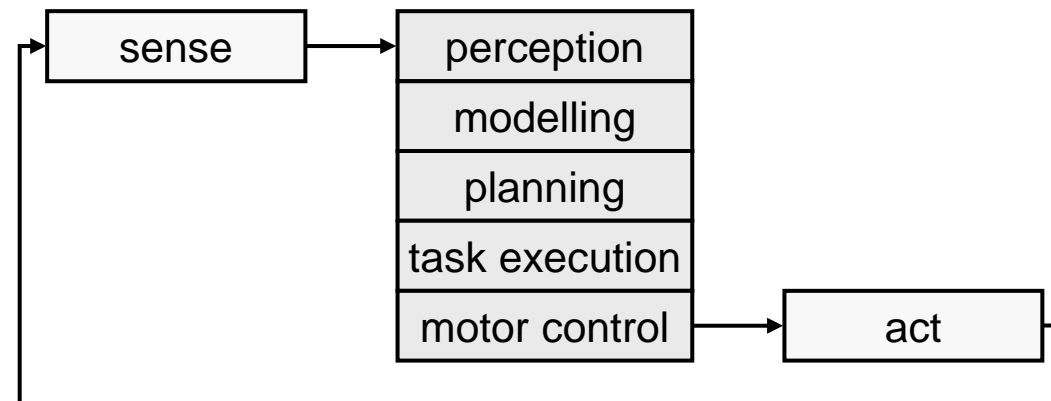 sense
perception
modelling
planning
task execution
motor control
act